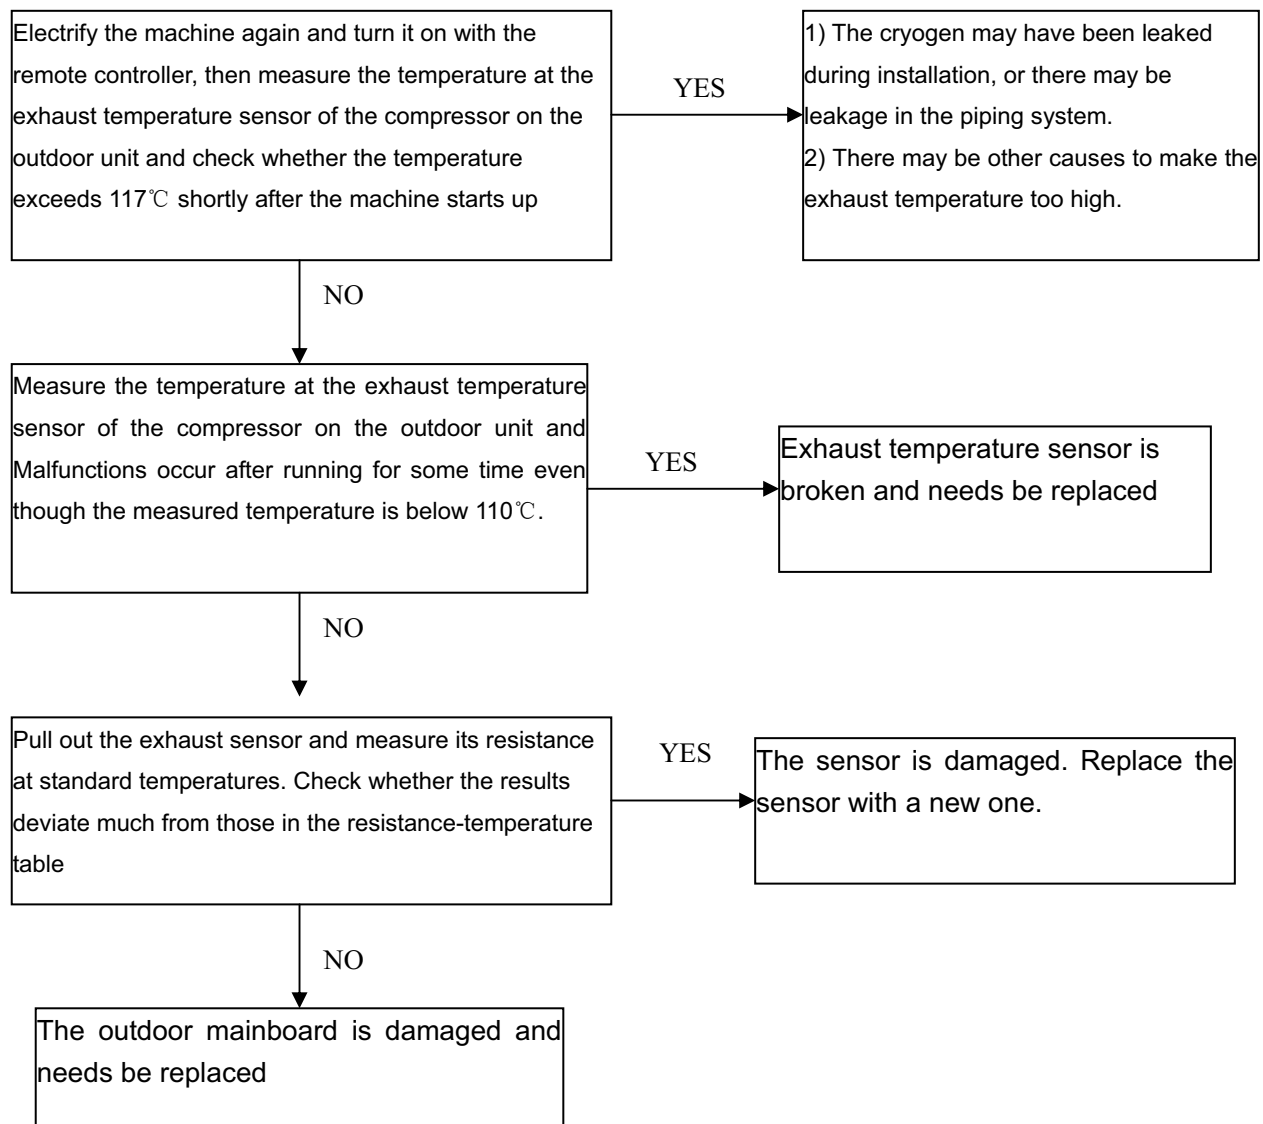 Electrify the machine again and turn it on with the
remote controller, then measure the temperature at the
exhaust temperature sensor of the compressor on the
outdoor unit and check whether the temperature
exceeds 117℃ shortly after the machine starts up
YES
1) The cryogen may have been leaked
during installation, or there may be
leakage in the piping system.
2) There may be other causes to make the
exhaust temperature too high.
NO
Measure the temperature at the exhaust temperature
sensor of the compressor on the outdoor unit and
Malfunctions occur after running for some time even
though the measured temperature is below 110℃.
YES
Exhaust temperature sensor is
broken and needs be replaced
NO
Pull out the exhaust sensor and measure its resistance
at standard temperatures. Check whether the results
deviate much from those in the resistance-temperature
table
YES
The sensor is damaged. Replace the
sensor with a new one.
NO
The outdoor mainboard is damaged and
needs be replaced